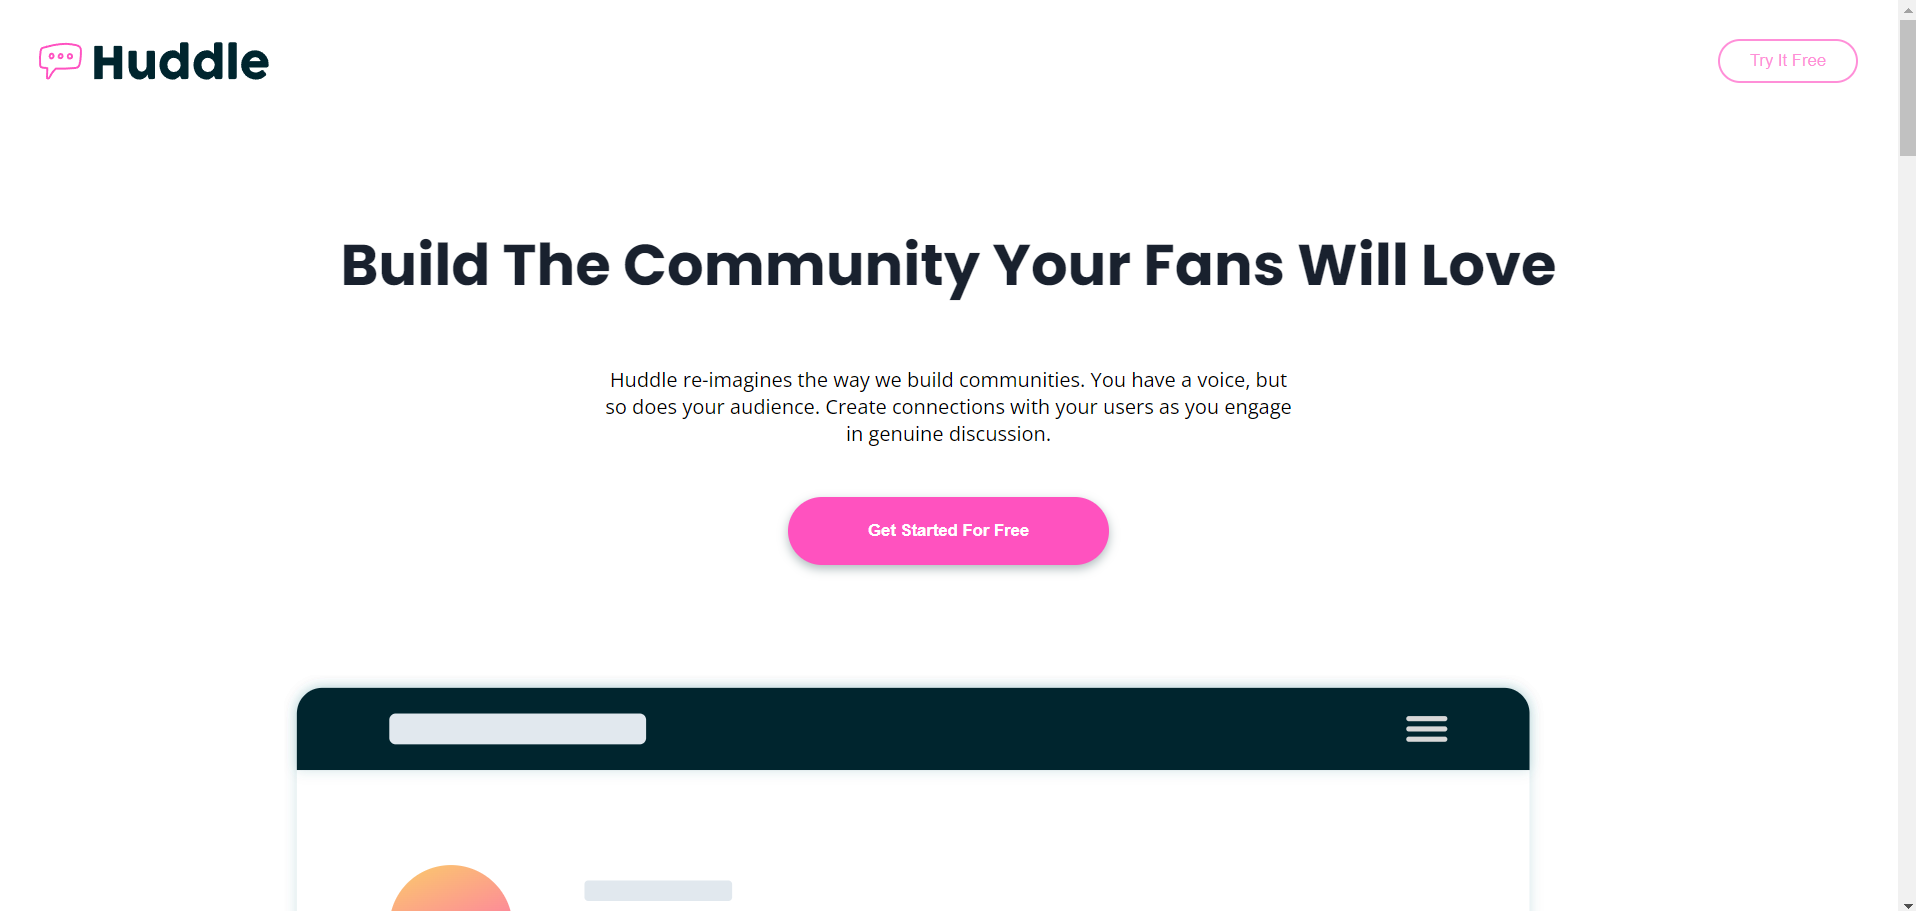 Huddle
Try It Free
Build The Community Your Fans Will Love
Huddle re-imagines the way we build communities. You have a voice, but
so does your audience. Create connections with your users as you engage
in genuine discussion.
Get Started For Free